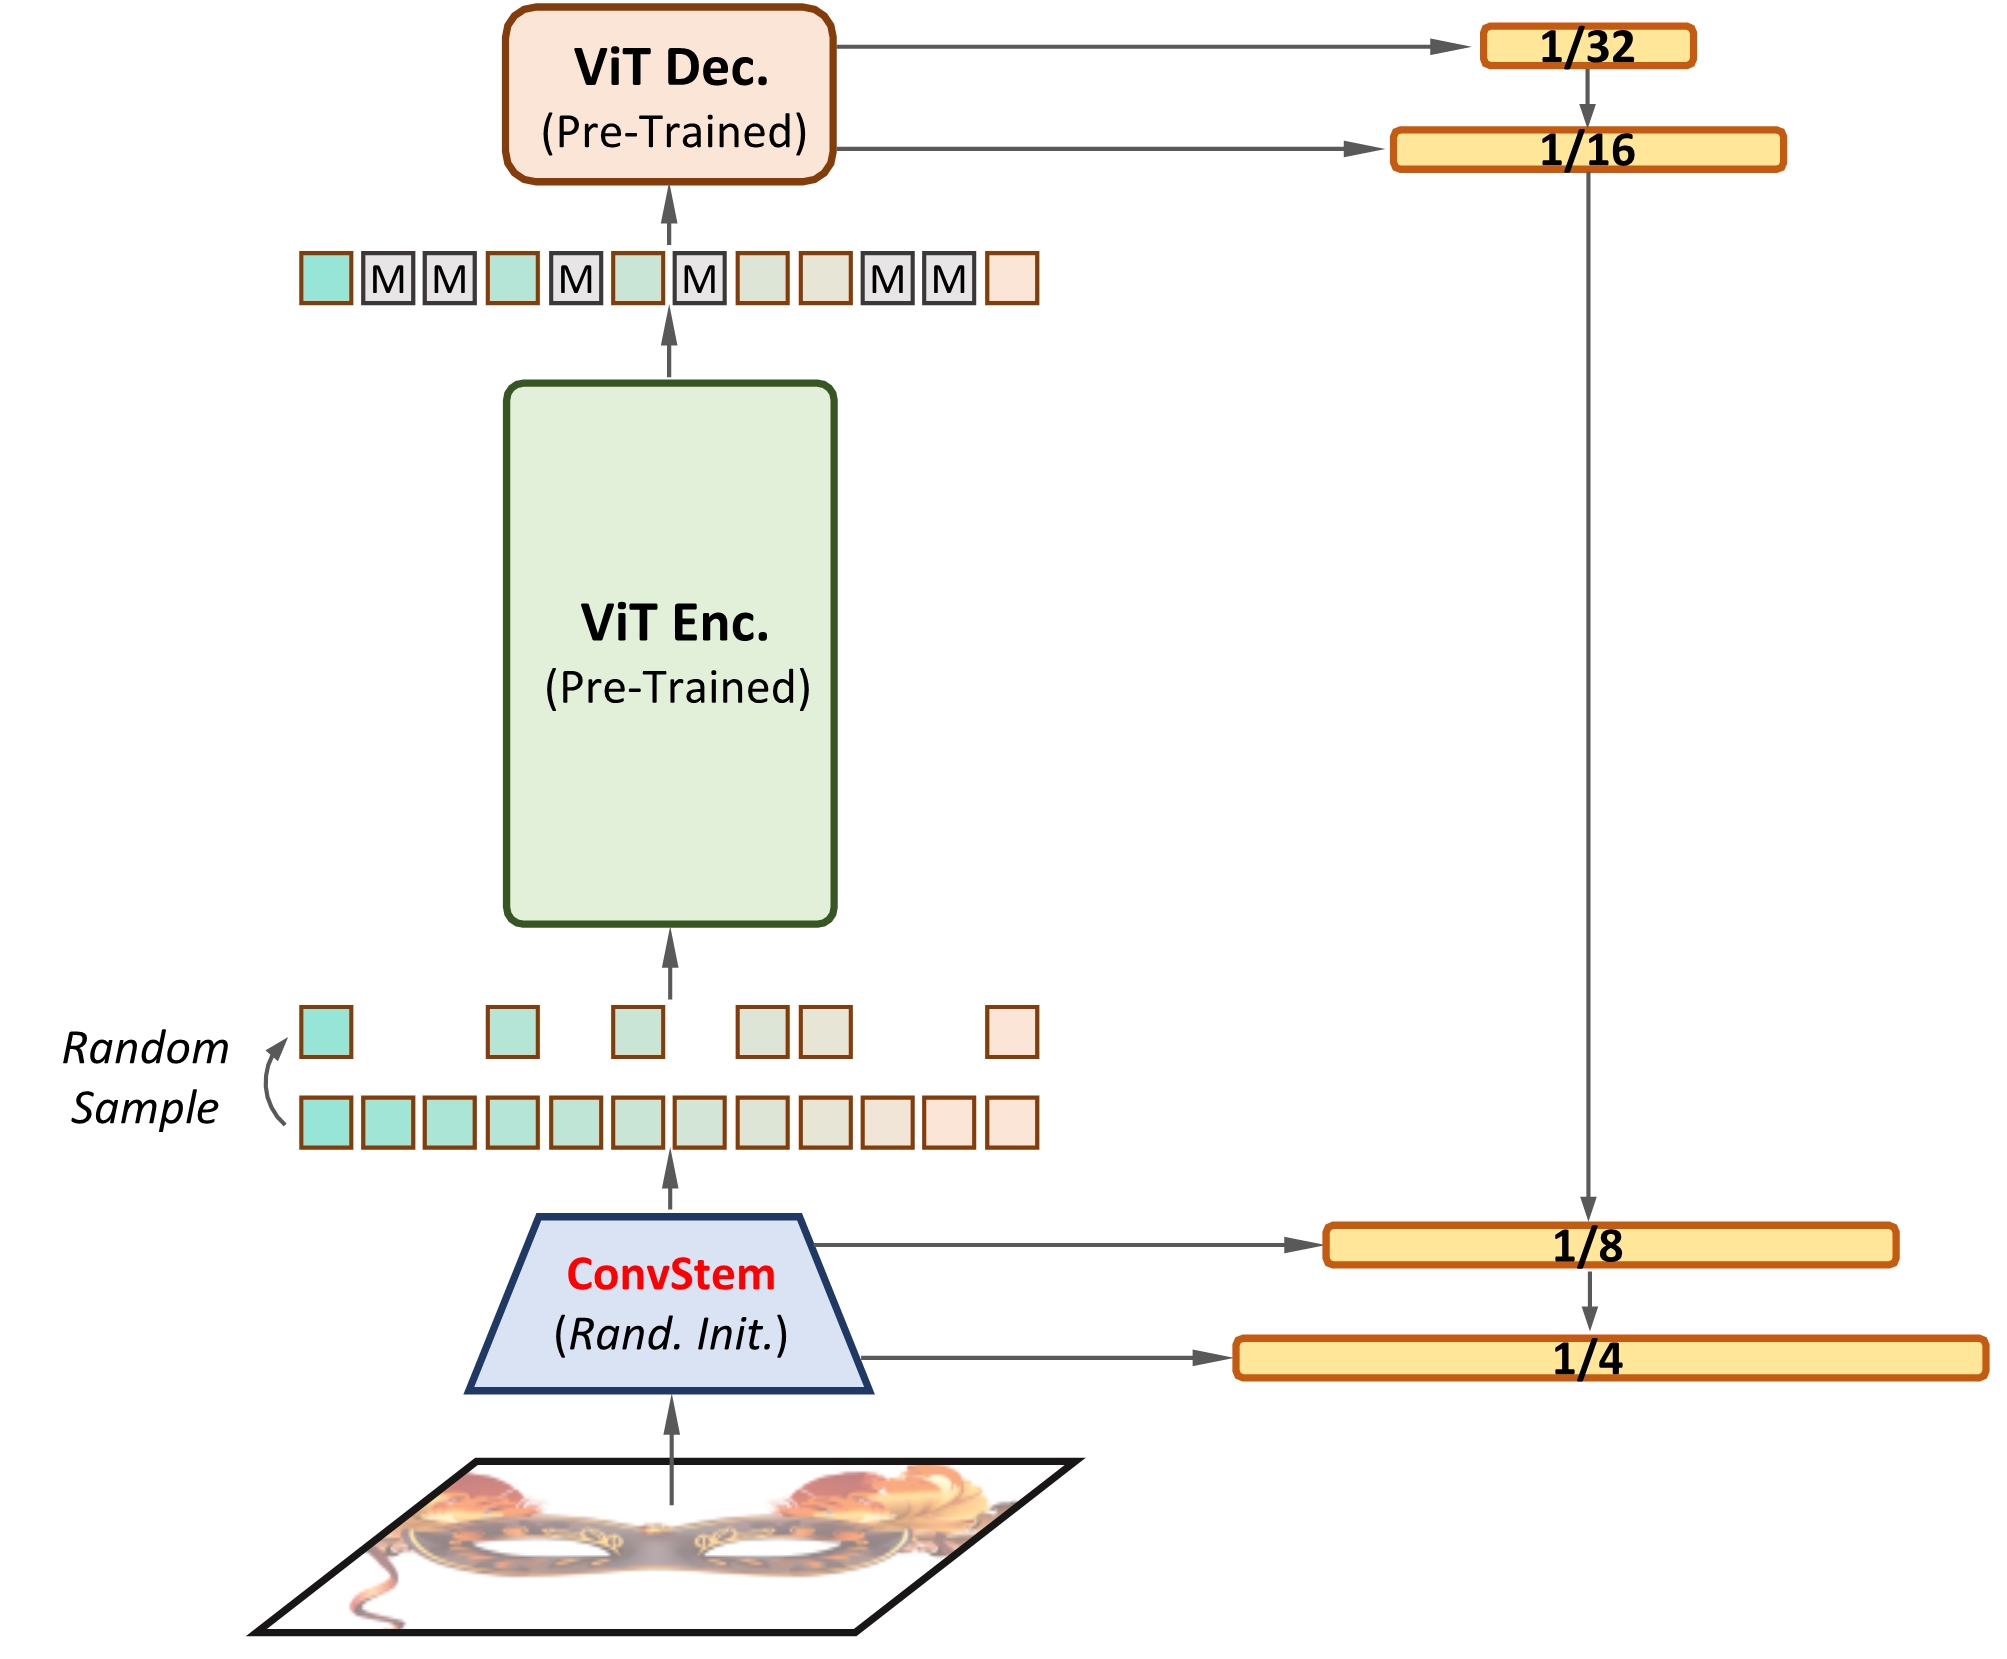 ViT Dec.
(Pre-Trained)
1/32
1/16
M M M M M M
ViT Enc.
(Pre-Trained)
Random
Sample
ConvStem
(Rand. Init.)
1/8
1/4